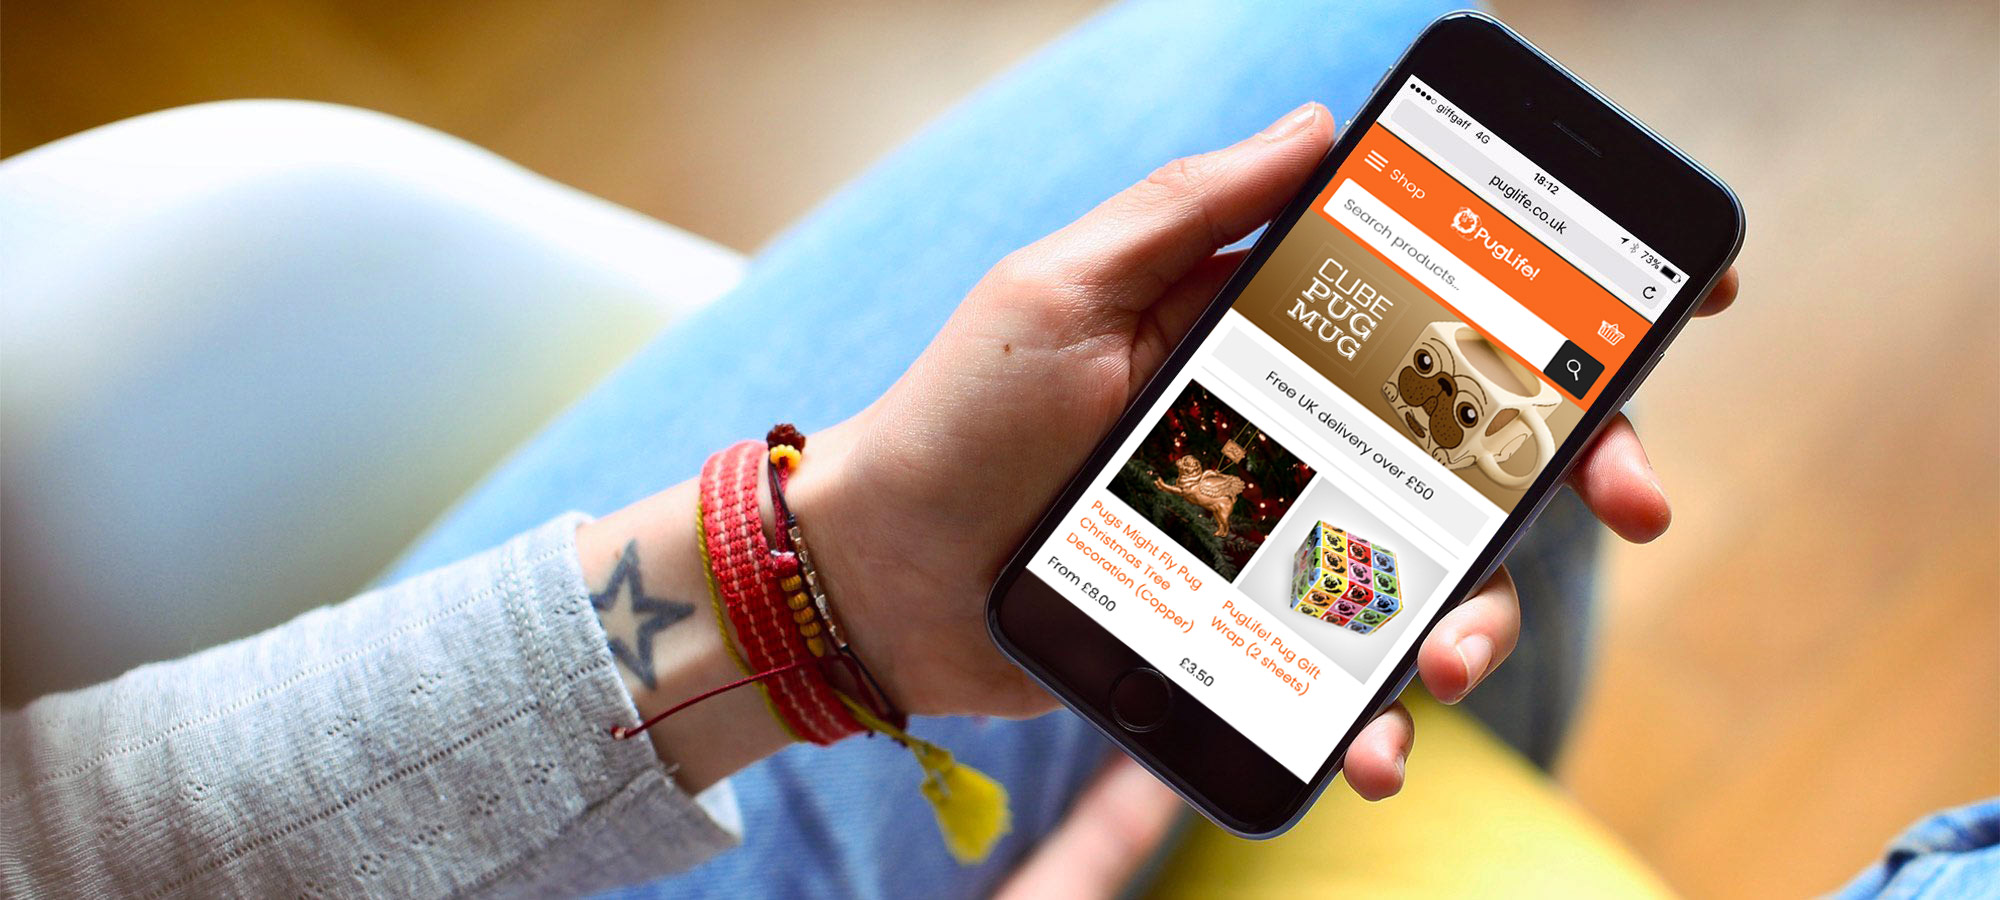 giffgaff 4G 18:12 73%
puglife.co.uk
Shop
PugLife!
Search products...
CUBE
PUG
MUG
Free UK delivery over £50
Pugs Might Fly Pug
Christmas Tree
Decoration (Copper)
From £8.00
PugLife! Pug Gift
Wrap (2 sheets)
£3.50